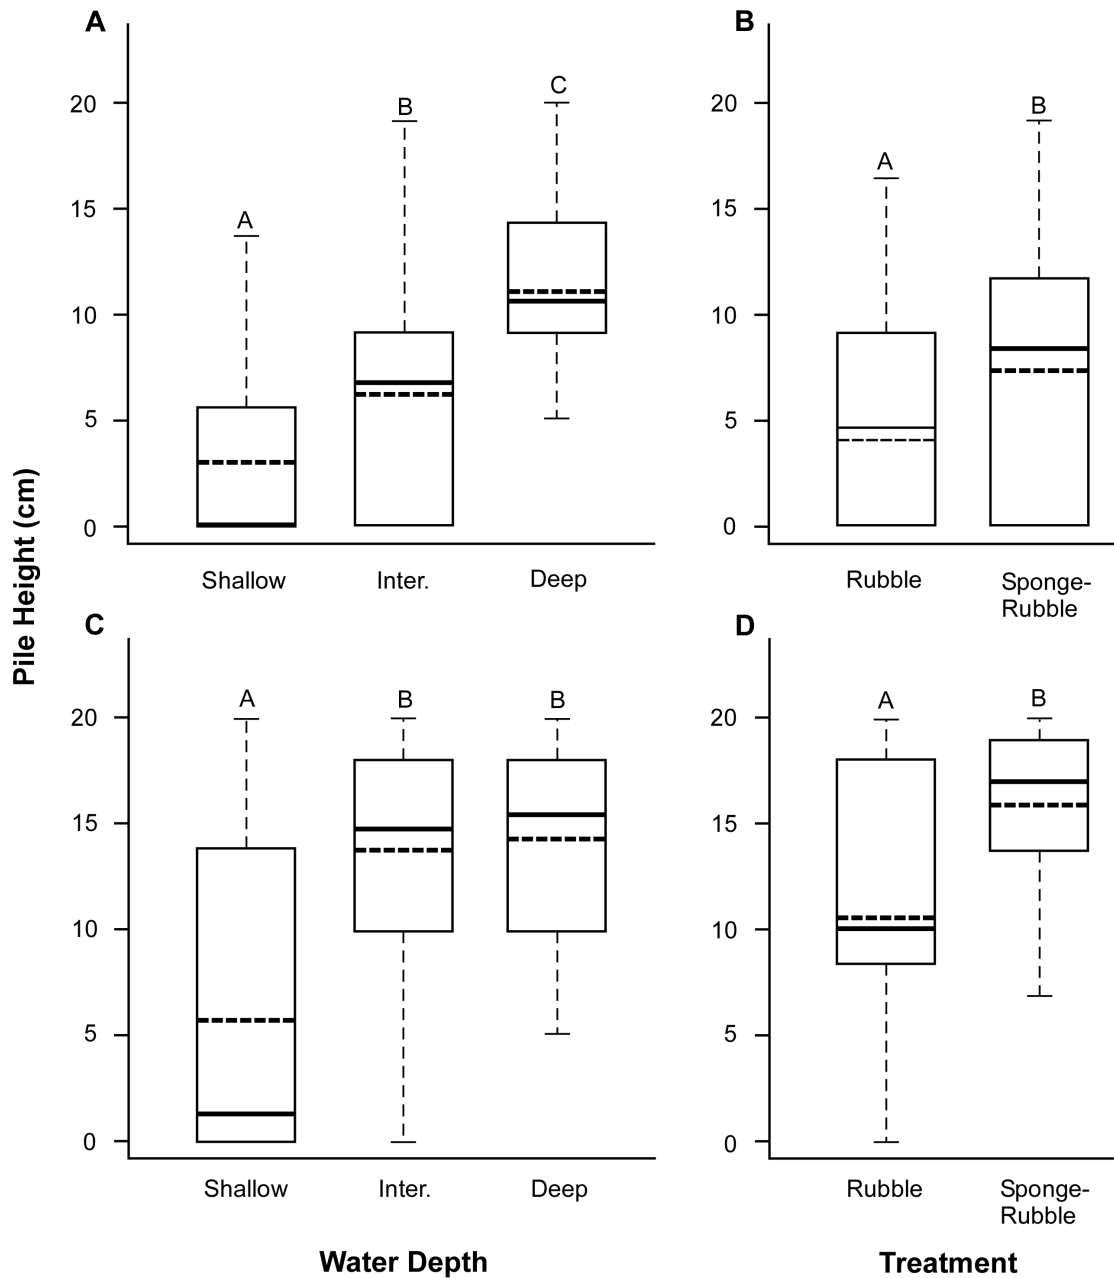 A
20
15
10
5
0
A
B
C
Shallow
Inter.
Deep
B
20
15
10
5
0
A
B
Rubble
Sponge-
Rubble
Pile Height (cm)
C
20
15
10
5
0
A
B
B
Shallow
Inter.
Deep
Water Depth
D
20
15
10
5
0
A
B
Rubble
Sponge-
Rubble
Treatment